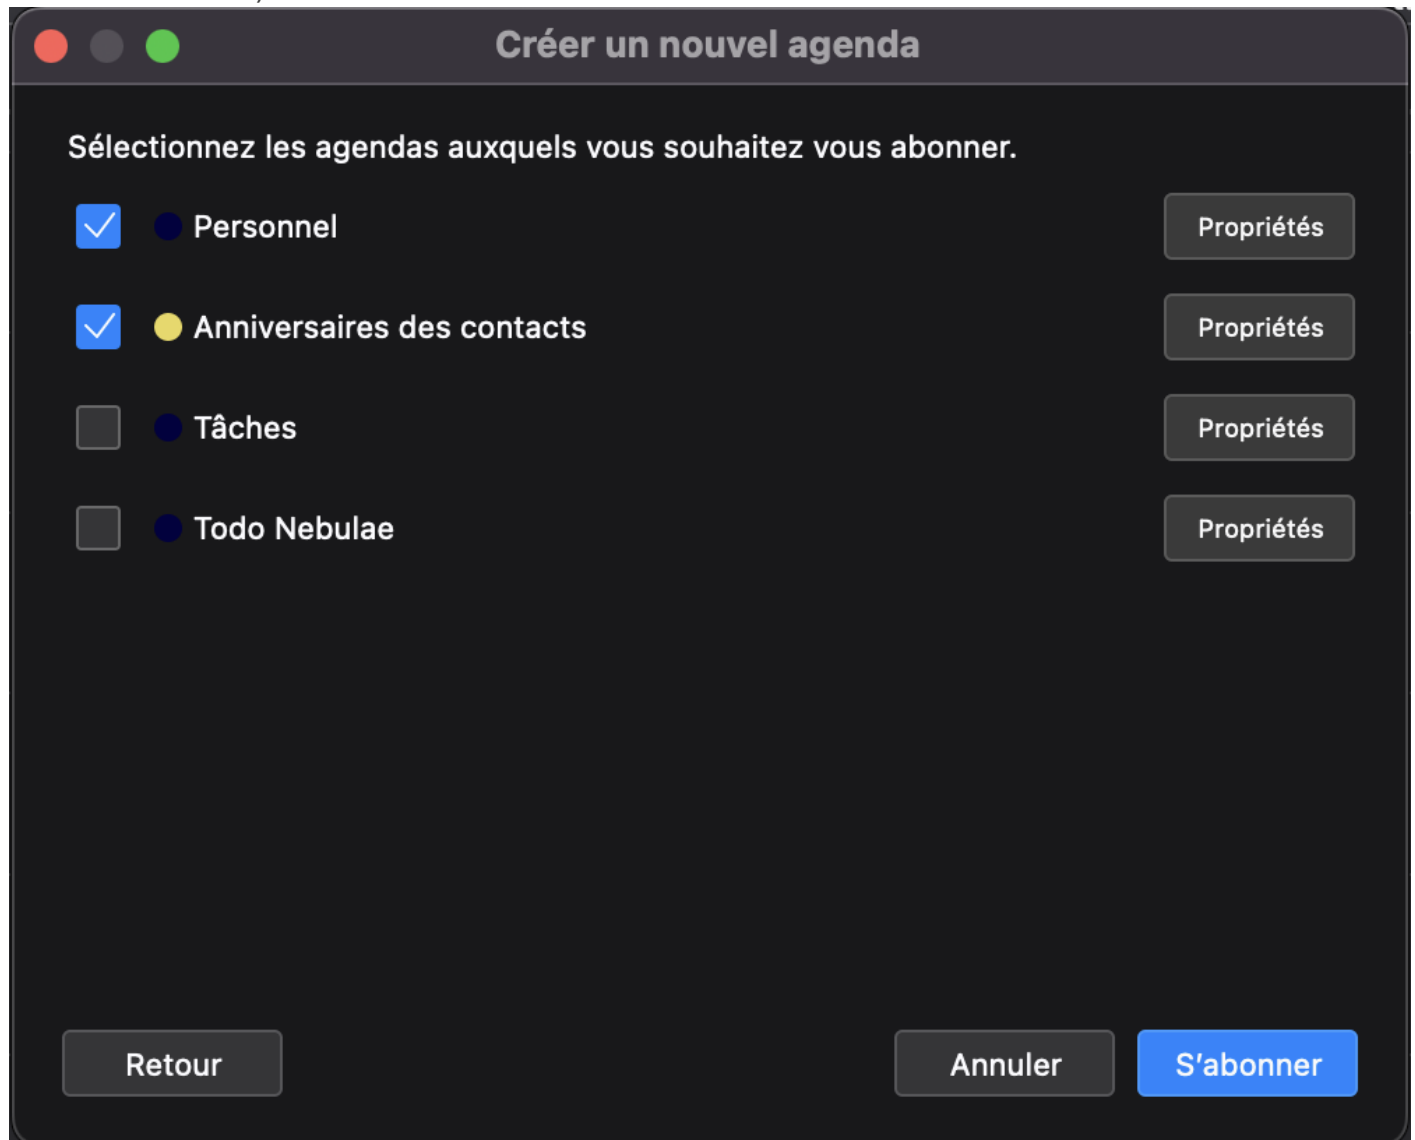 Créer un nouvel agenda
Sélectionnez les agendas auxquels vous souhaitez vous abonner.
Personnel Propriétés
Anniversaires des contacts Propriétés
Tâches Propriétés
Todo Nebulae Propriétés
Retour Annuler S'abonner